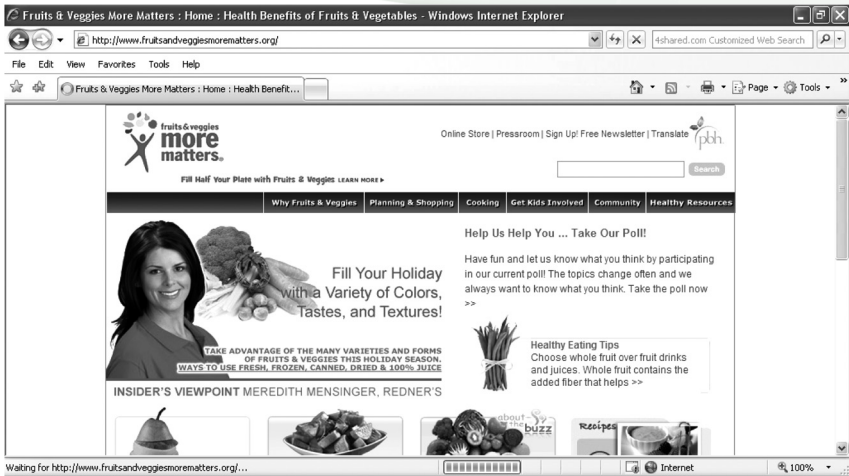 Fruits & Veggies More Matters : Home : Health Benefits of Fruits & Vegetables - Windows Internet Explorer
http://www.fruitsandveggiesmorematters.org/
4shared.com Customized Web Search
File Edit View Favorites Tools Help
Fruits & Veggies More Matters : Home : Health Benefit...
Page Tools »
fruits & veggies
more
matters®
Online Store | Pressroom | Sign Up! Free Newsletter | Translate
pbh
Fill Half Your Plate with Fruits & Veggies LEARN MORE
Search
Why Fruits & Veggies Planning & Shopping Cooking Get Kids Involved Community Healthy Resources
Fill Your Holiday
with a Variety of Colors,
Tastes, and Textures!
TAKE ADVANTAGE OF THE MANY VARIETIES AND FORMS
OF FRUITS & VEGGIES THIS HOLIDAY SEASON.
WAYS TO USE FRESH, FROZEN, CANNED, DRIED & 100% JUICE
INSIDER'S VIEWPOINT MEREDITH MENSINGER, REDNER'S
Help Us Help You ... Take Our Poll!
Have fun and let us know what you think by participating
in our current poll! The topics change often and we
always want to know what you think. Take the poll now
>>
Healthy Eating Tips
Choose whole fruit over fruit drinks
and juices. Whole fruit contains the
added fiber that helps >>
about
the
buzz
Recipes
Waiting for http://www.fruitsandveggiesmorematters.org/...
Internet
100%